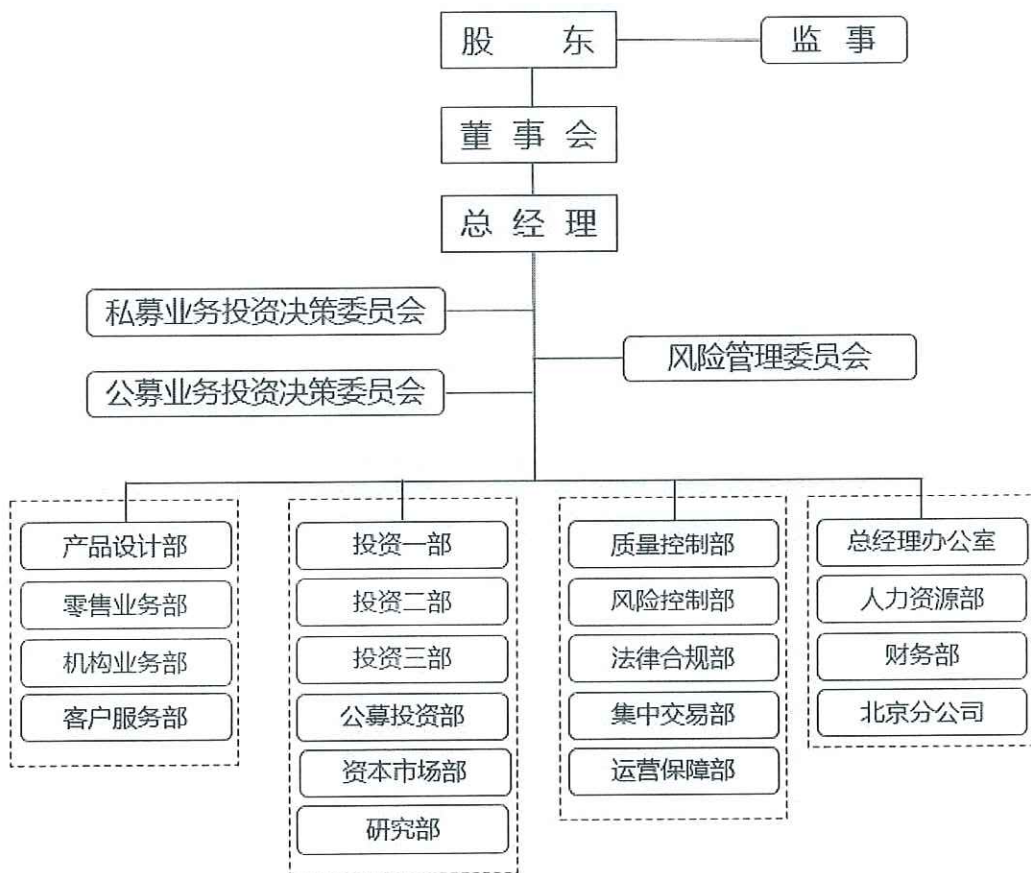 股 东
监 事
董 事 会
总 经 理
私募业务投资决策委员会
风险管理委员会
公募业务投资决策委员会
产品设计部
零售业务部
机构业务部
客户服务部
投资一部
投资二部
投资三部
公募投资部
资本市场部
研究部
质量控制部
风险控制部
法律合规部
集中交易部
运营保障部
总经理办公室
人力资源部
财务部
北京分公司